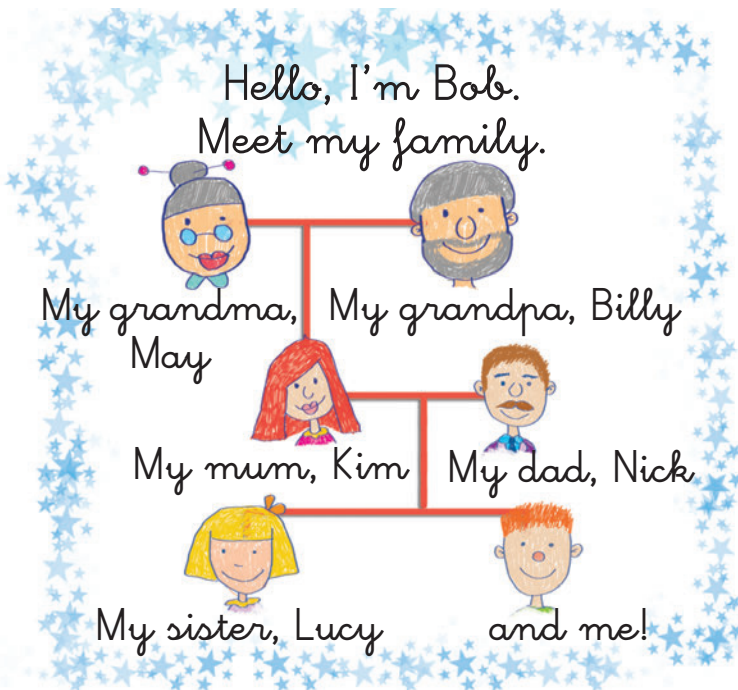 Hello, I'm Bob.
Meet my family.
My grandma,
May
My grandpa, Billy
My mum, Kim
My dad, Nick
My sister, Lucy
and me!